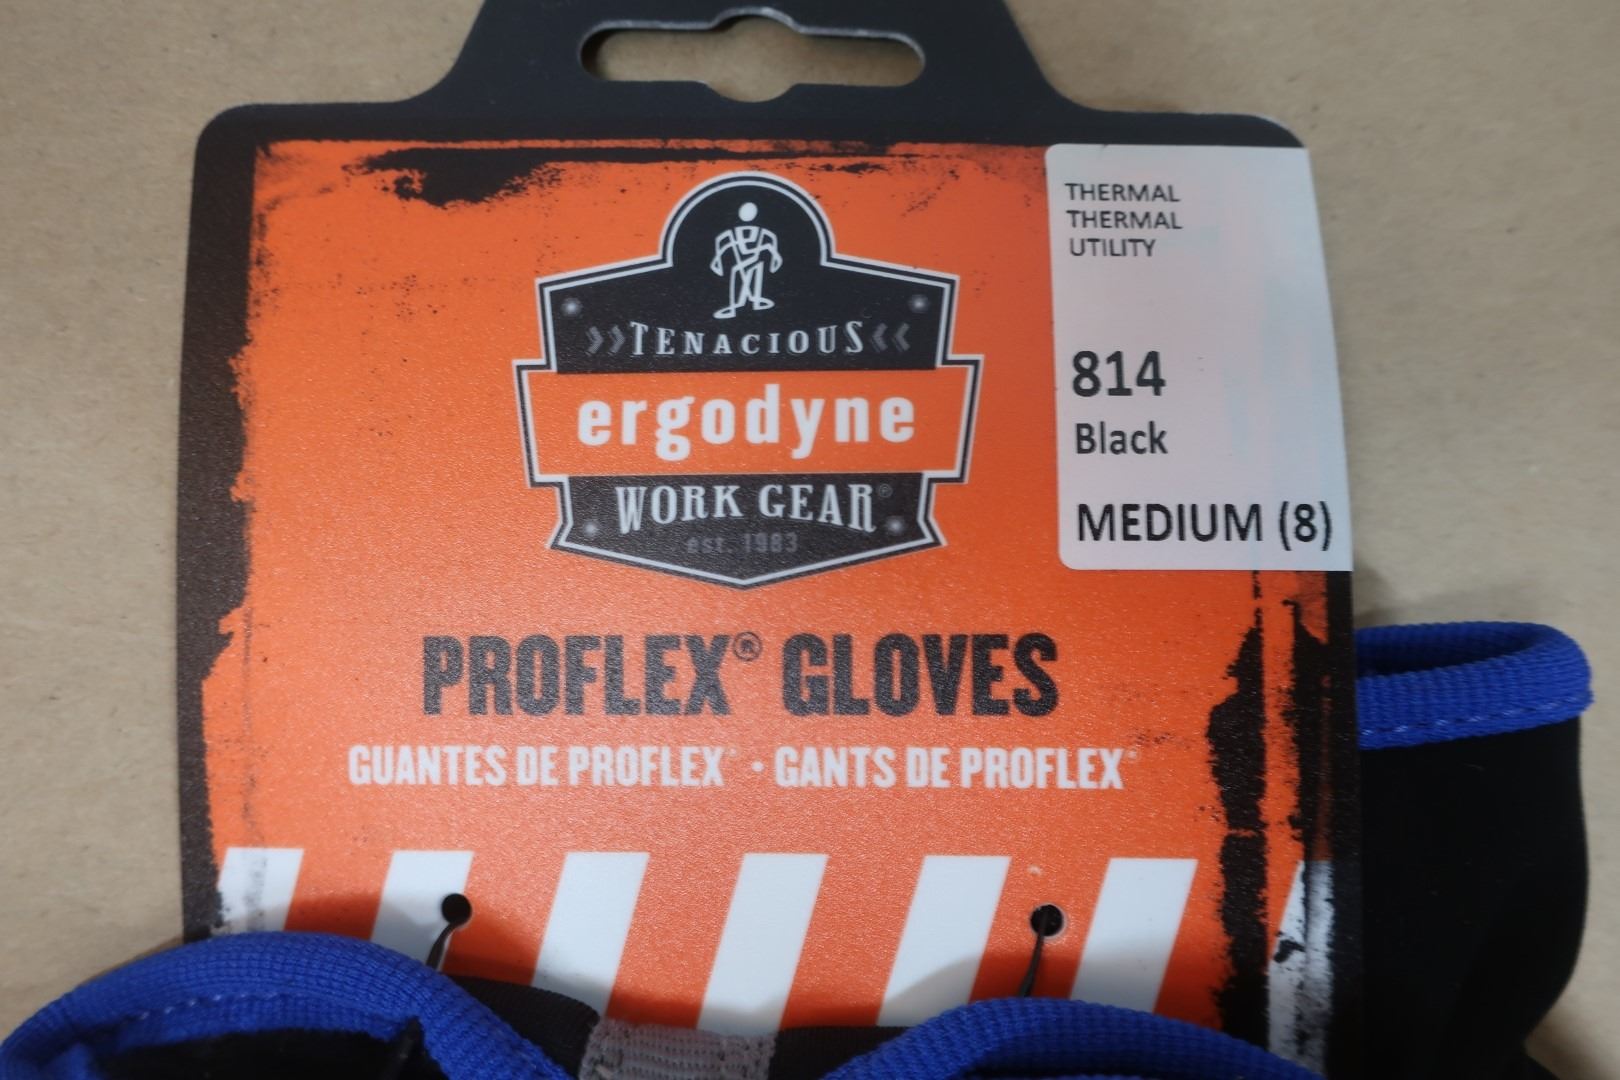 TENACIOUS
ergodyne
WORK GEAR®
est. 1983
THERMAL
THERMAL
UTILITY
814
Black
MEDIUM (8)
PROFLEX® GLOVES
GUANTES DE PROFLEX® • GANTS DE PROFLEX®